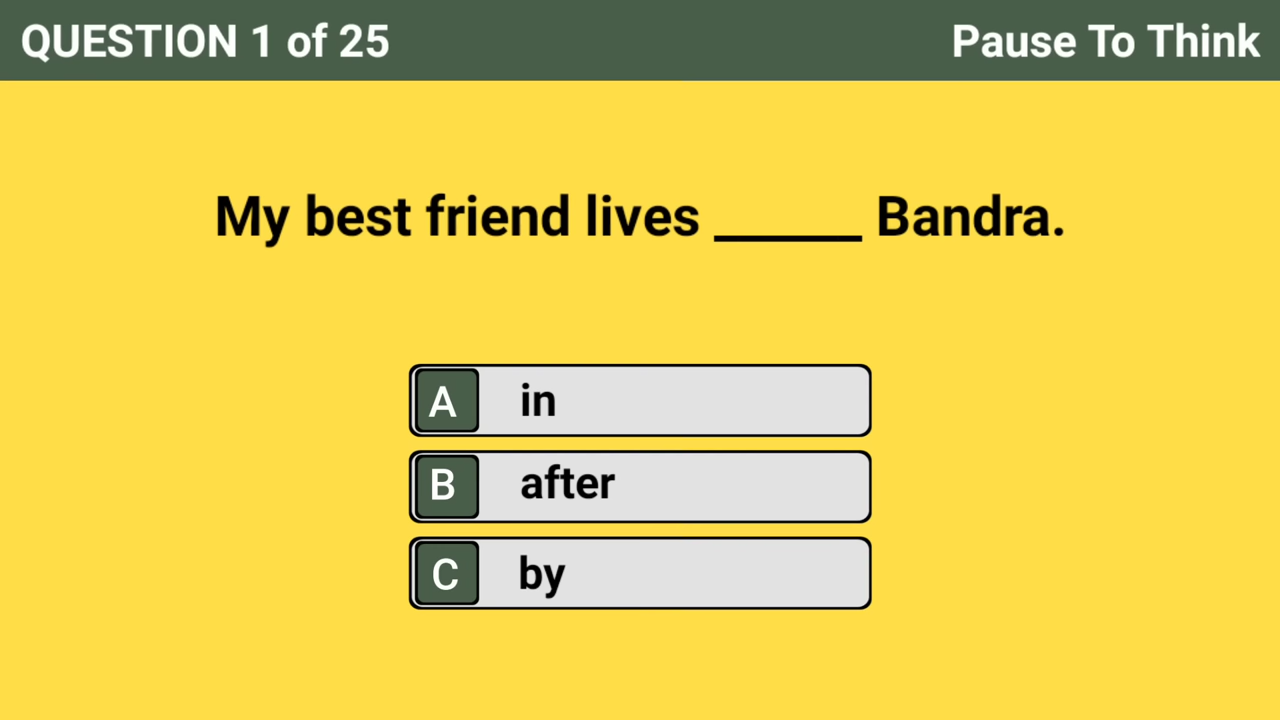 QUESTION 1 of 25
Pause To Think
My best friend lives ______ Bandra.
A in
B after
C by